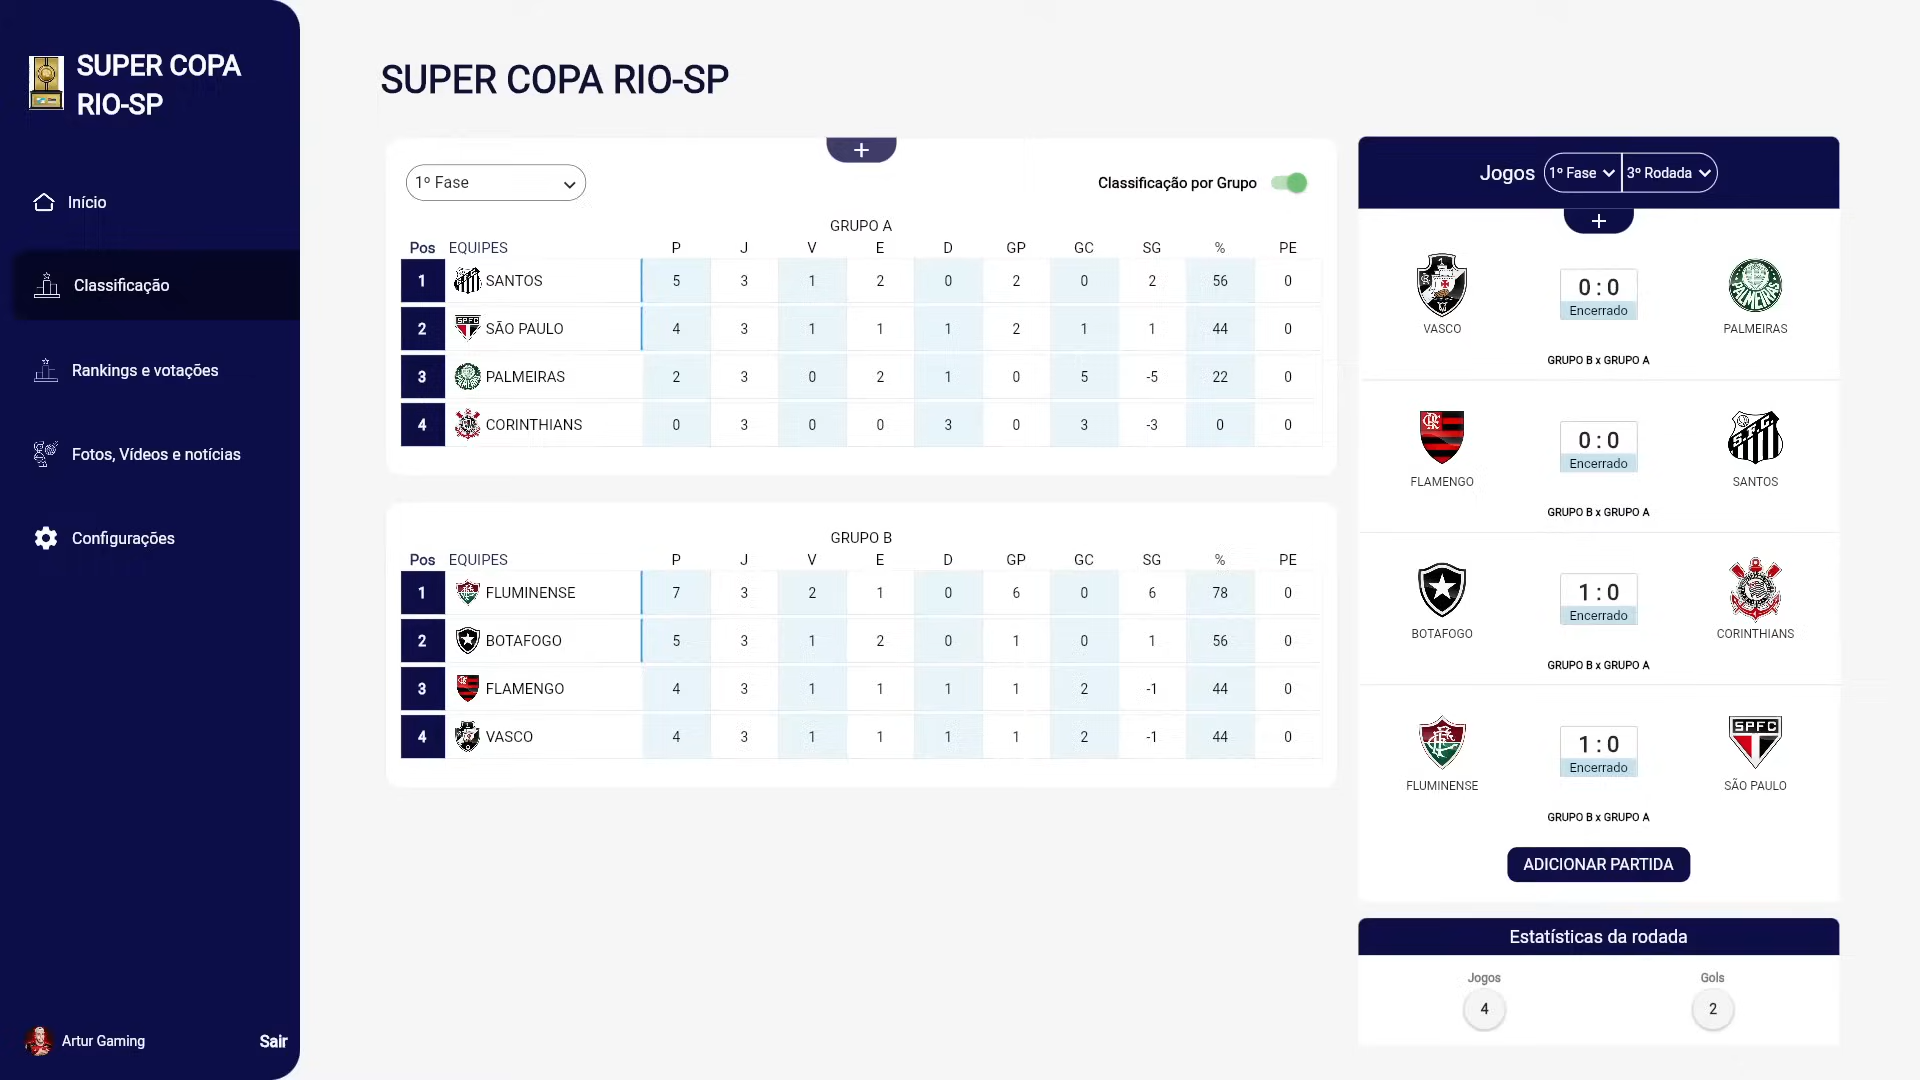 SUPER COPA
RIO-SP
Início
Classificação
Rankings e votações
Fotos, Vídeos e notícias
Configurações
Artur Gaming
Sair
SUPER COPA RIO-SP
+
1º Fase
Classificação por Grupo
GRUPO A
Pos EQUIPES P J V E D GP GC SG % PE
1 SANTOS 5 3 1 2 0 2 0 2 56 0
2 SÃO PAULO 4 3 1 1 1 2 1 1 44 0
3 PALMEIRAS 2 3 0 2 1 0 5 -5 22 0
4 CORINTHIANS 0 3 0 0 3 0 3 -3 0 0
GRUPO B
Pos EQUIPES P J V E D GP GC SG % PE
1 FLUMINENSE 7 3 2 1 0 6 0 6 78 0
2 BOTAFOGO 5 3 1 2 0 1 0 1 56 0
3 FLAMENGO 4 3 1 1 1 1 2 -1 44 0
4 VASCO 4 3 1 1 1 1 2 -1 44 0
Jogos 1º Fase 3º Rodada
+
0 : 0
Encerrado
VASCO PALMEIRAS
GRUPO B x GRUPO A
0 : 0
Encerrado
FLAMENGO SANTOS
GRUPO B x GRUPO A
1 : 0
Encerrado
BOTAFOGO CORINTHIANS
GRUPO B x GRUPO A
1 : 0
Encerrado
FLUMINENSE SÃO PAULO
GRUPO B x GRUPO A
ADICIONAR PARTIDA
Estatísticas da rodada
Jogos Gols
4 2